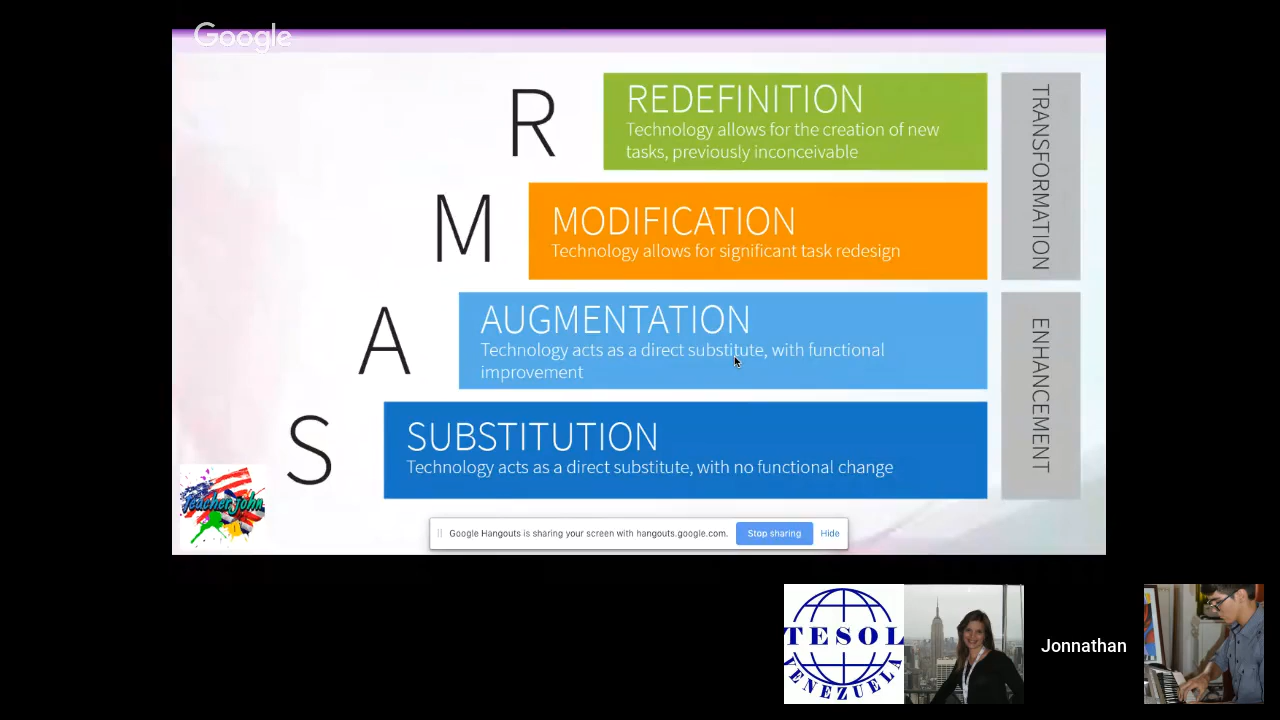 Google
R
REDEFINITION
Technology allows for the creation of new
tasks, previously inconceivable
M
MODIFICATION
Technology allows for significant task redesign
TRANSFORMATION
A
AUGMENTATION
Technology acts as a direct substitute, with functional
improvement
S
SUBSTITUTION
Technology acts as a direct substitute, with no functional change
ENHANCEMENT
Teacher John
Google Hangouts is sharing your screen with hangouts.google.com.
Stop sharing
Hide
TESOL
VENEZUELA
Jonnathan